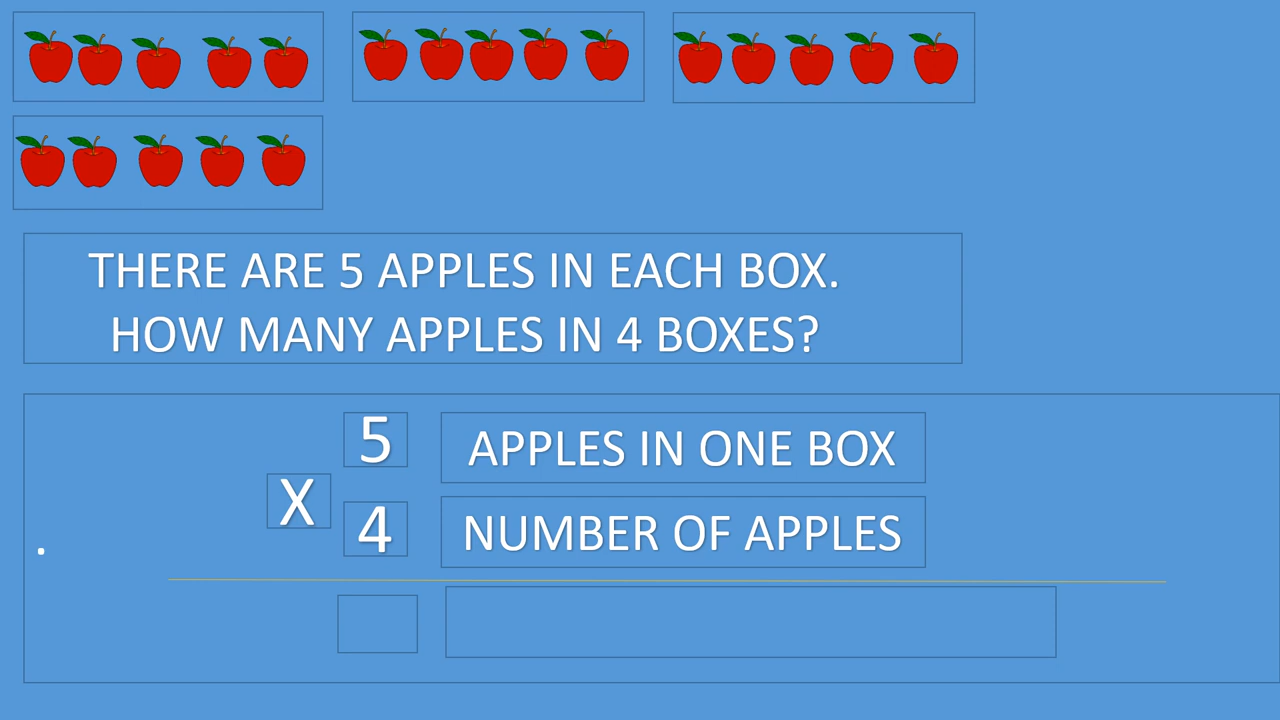 THERE ARE 5 APPLES IN EACH BOX.
HOW MANY APPLES IN 4 BOXES?
5 APPLES IN ONE BOX
X
4 NUMBER OF APPLES
.